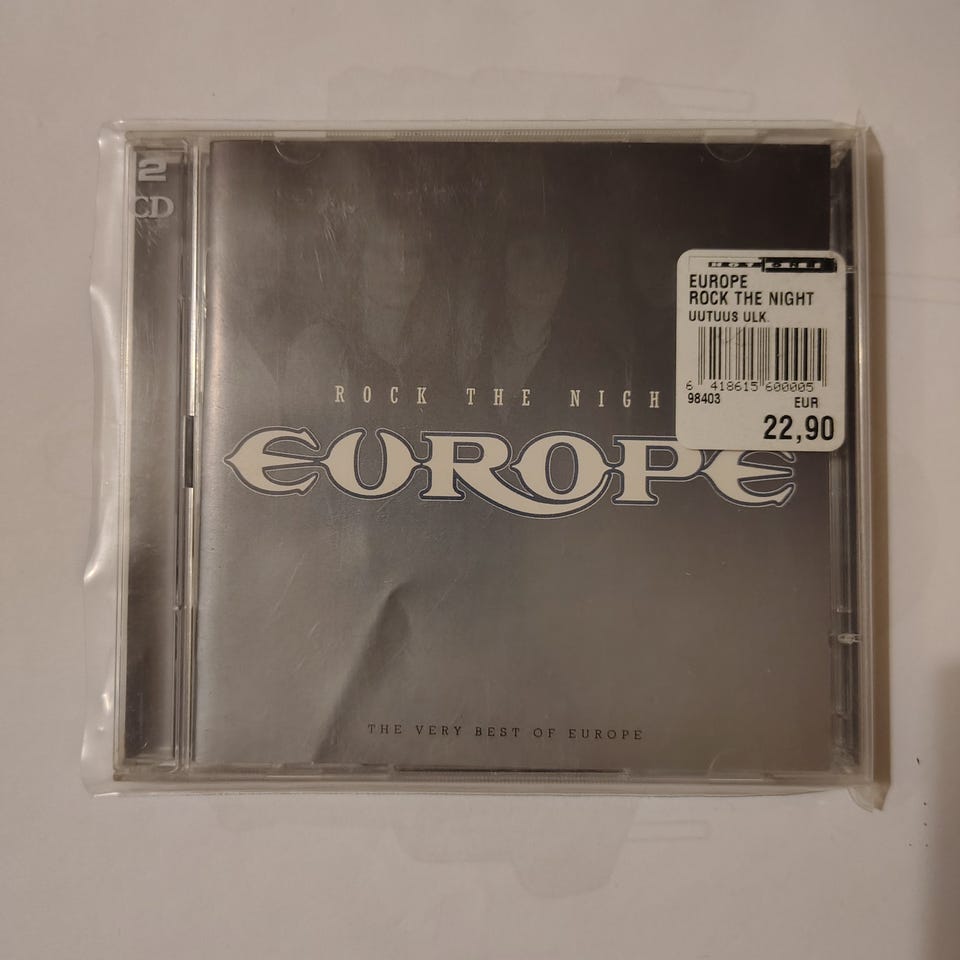 2
CD
EUROPE
ROCK THE NIGHT
UUTUUS ULK.
6 418615 600005
98403 EUR
22,90
ROCK THE NIGH
EUROPE
THE VERY BEST OF EUROPE